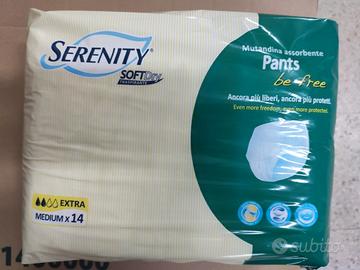 SERENITY®
SOFTDry
TRASPIRANTE
Mutandina assorbente
Pants
be free
Ancora più liberi, ancora più protetti.
Even more freedom, even more protected.
EXTRA
MEDIUM x 14
subito